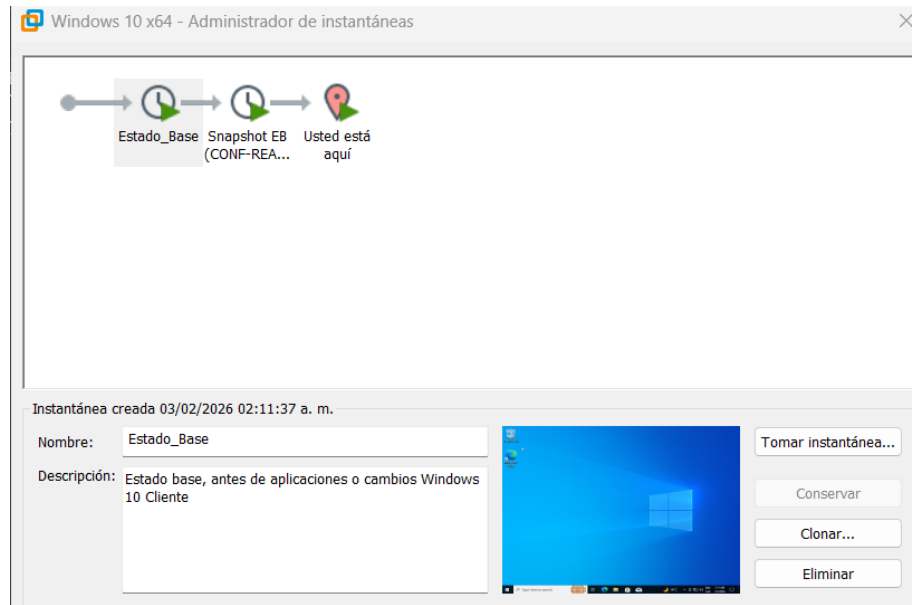 Windows 10 x64 - Administrador de instantáneas
Estado_Base
Snapshot EB
(CONF-REA...
Usted está
aquí
Instantánea creada 03/02/2026 02:11:37 a. m.
Nombre:
Estado_Base
Tomar instantánea...
Descripción:
Estado base, antes de aplicaciones o cambios Windows
10 Cliente
Conservar
Clonar...
Eliminar